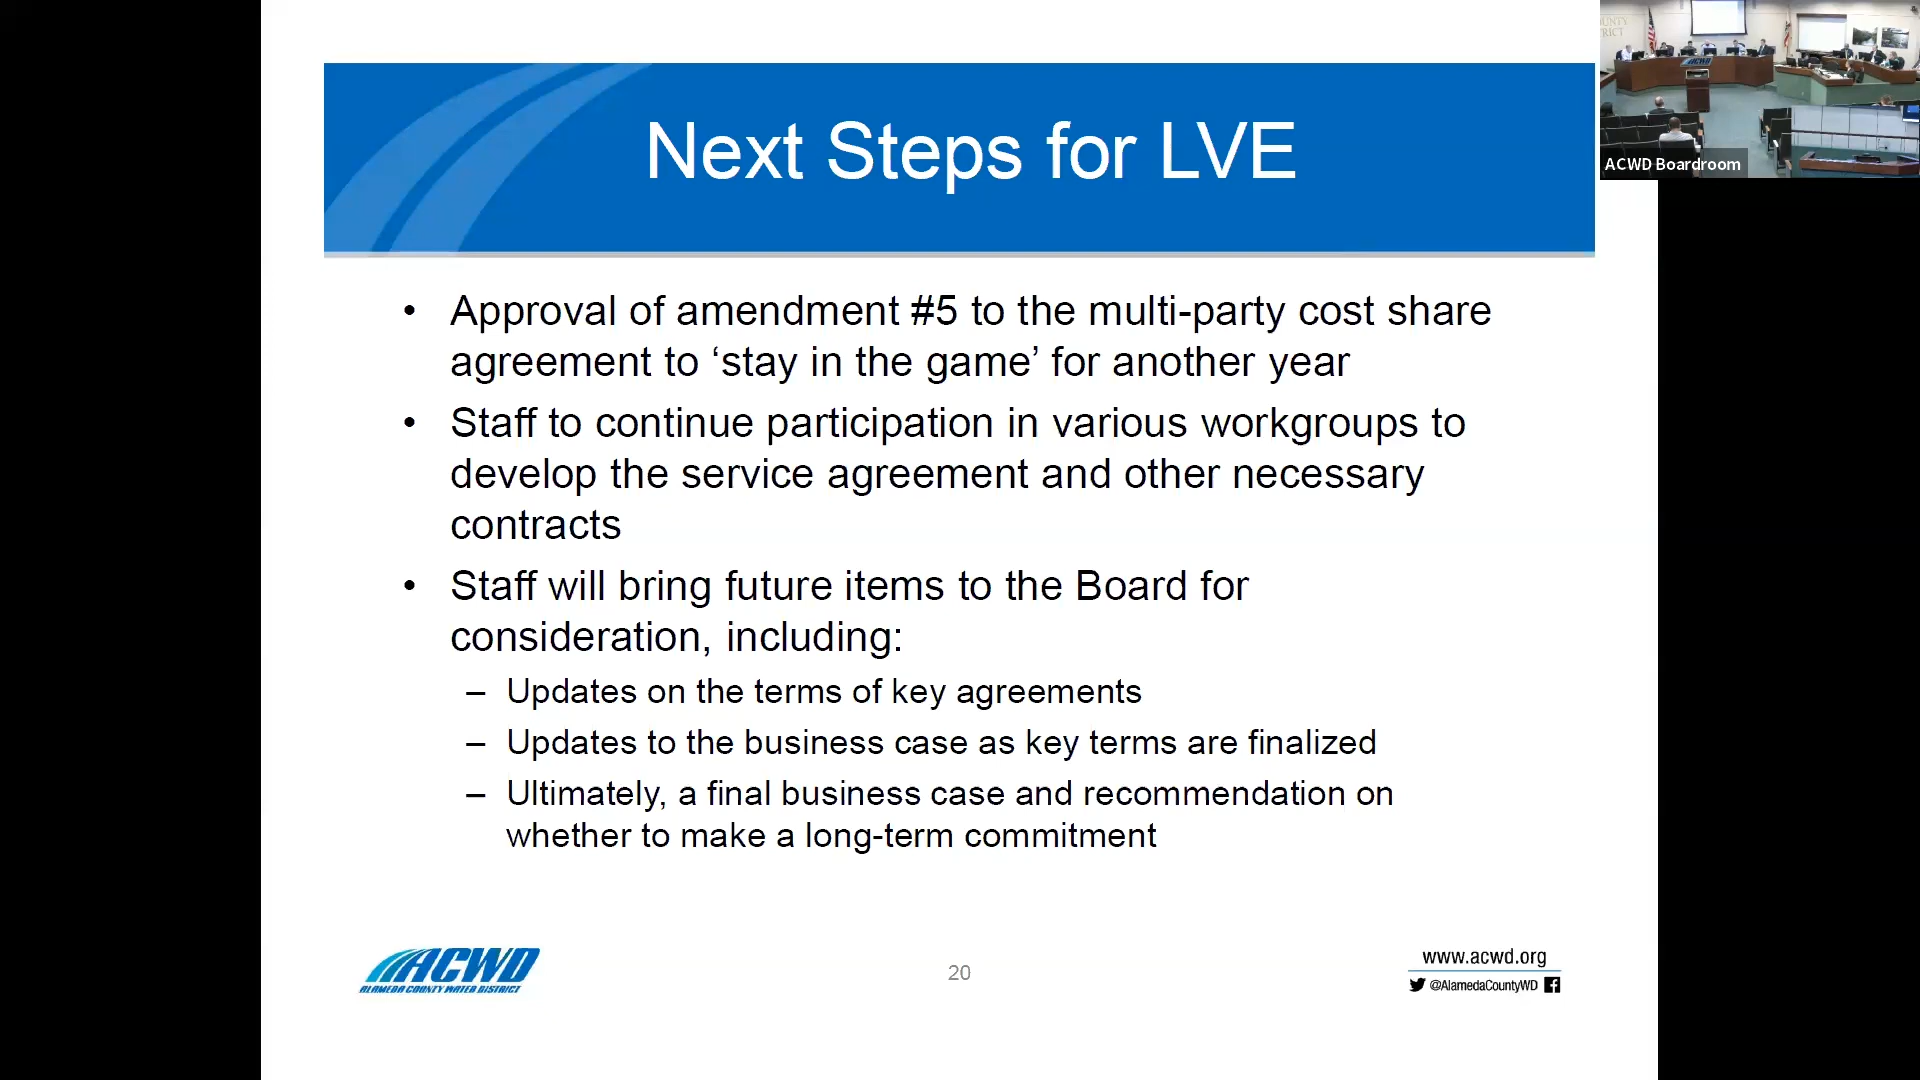 Next Steps for LVE
ACWD Boardroom
• Approval of amendment #5 to the multi-party cost share
agreement to ‘stay in the game’ for another year
• Staff to continue participation in various workgroups to
develop the service agreement and other necessary
contracts
• Staff will bring future items to the Board for
consideration, including:
– Updates on the terms of key agreements
– Updates to the business case as key terms are finalized
– Ultimately, a final business case and recommendation on
whether to make a long-term commitment
ACWD
ALAMEDA COUNTY WATER DISTRICT
20
www.acwd.org
@AlamedaCountyWD